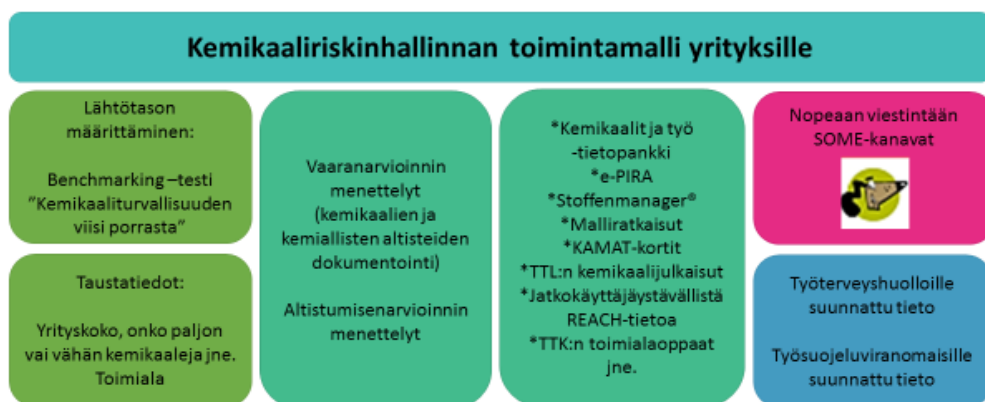 Kemikaaliriskinhallinnan toimintamalli yrityksille
Lähtötason
määrittäminen:
Benchmarking –testi
”Kemikaaliturvallisuuden
viisi porrasta”
Taustatiedot:
Yrityskoko, onko paljon
vai vähän kemikaaleja jne.
Toimiala
Vaaranarvioinnin
menettelyt
(kemikaalien ja
kemiallisten altisteiden
dokumentointi)
Altistumisenarvioinnin
menettelyt
*Kemikaalit ja työ
-tietopankki
*e-PIRA
*Stoffenmanager®
*Malliratkaisut
*KAMAT-kortit
*TTL:n kemikaalijulkaisut
*Jatkokäyttäjäystävällistä
REACH-tietoa
*TTK:n toimialaoppaat
jne.
Nopeaan viestintään
SOME-kanavat
Työterveyshuolloille
suunnattu tieto
Työsuojeluviranomaisille
suunnattu tieto